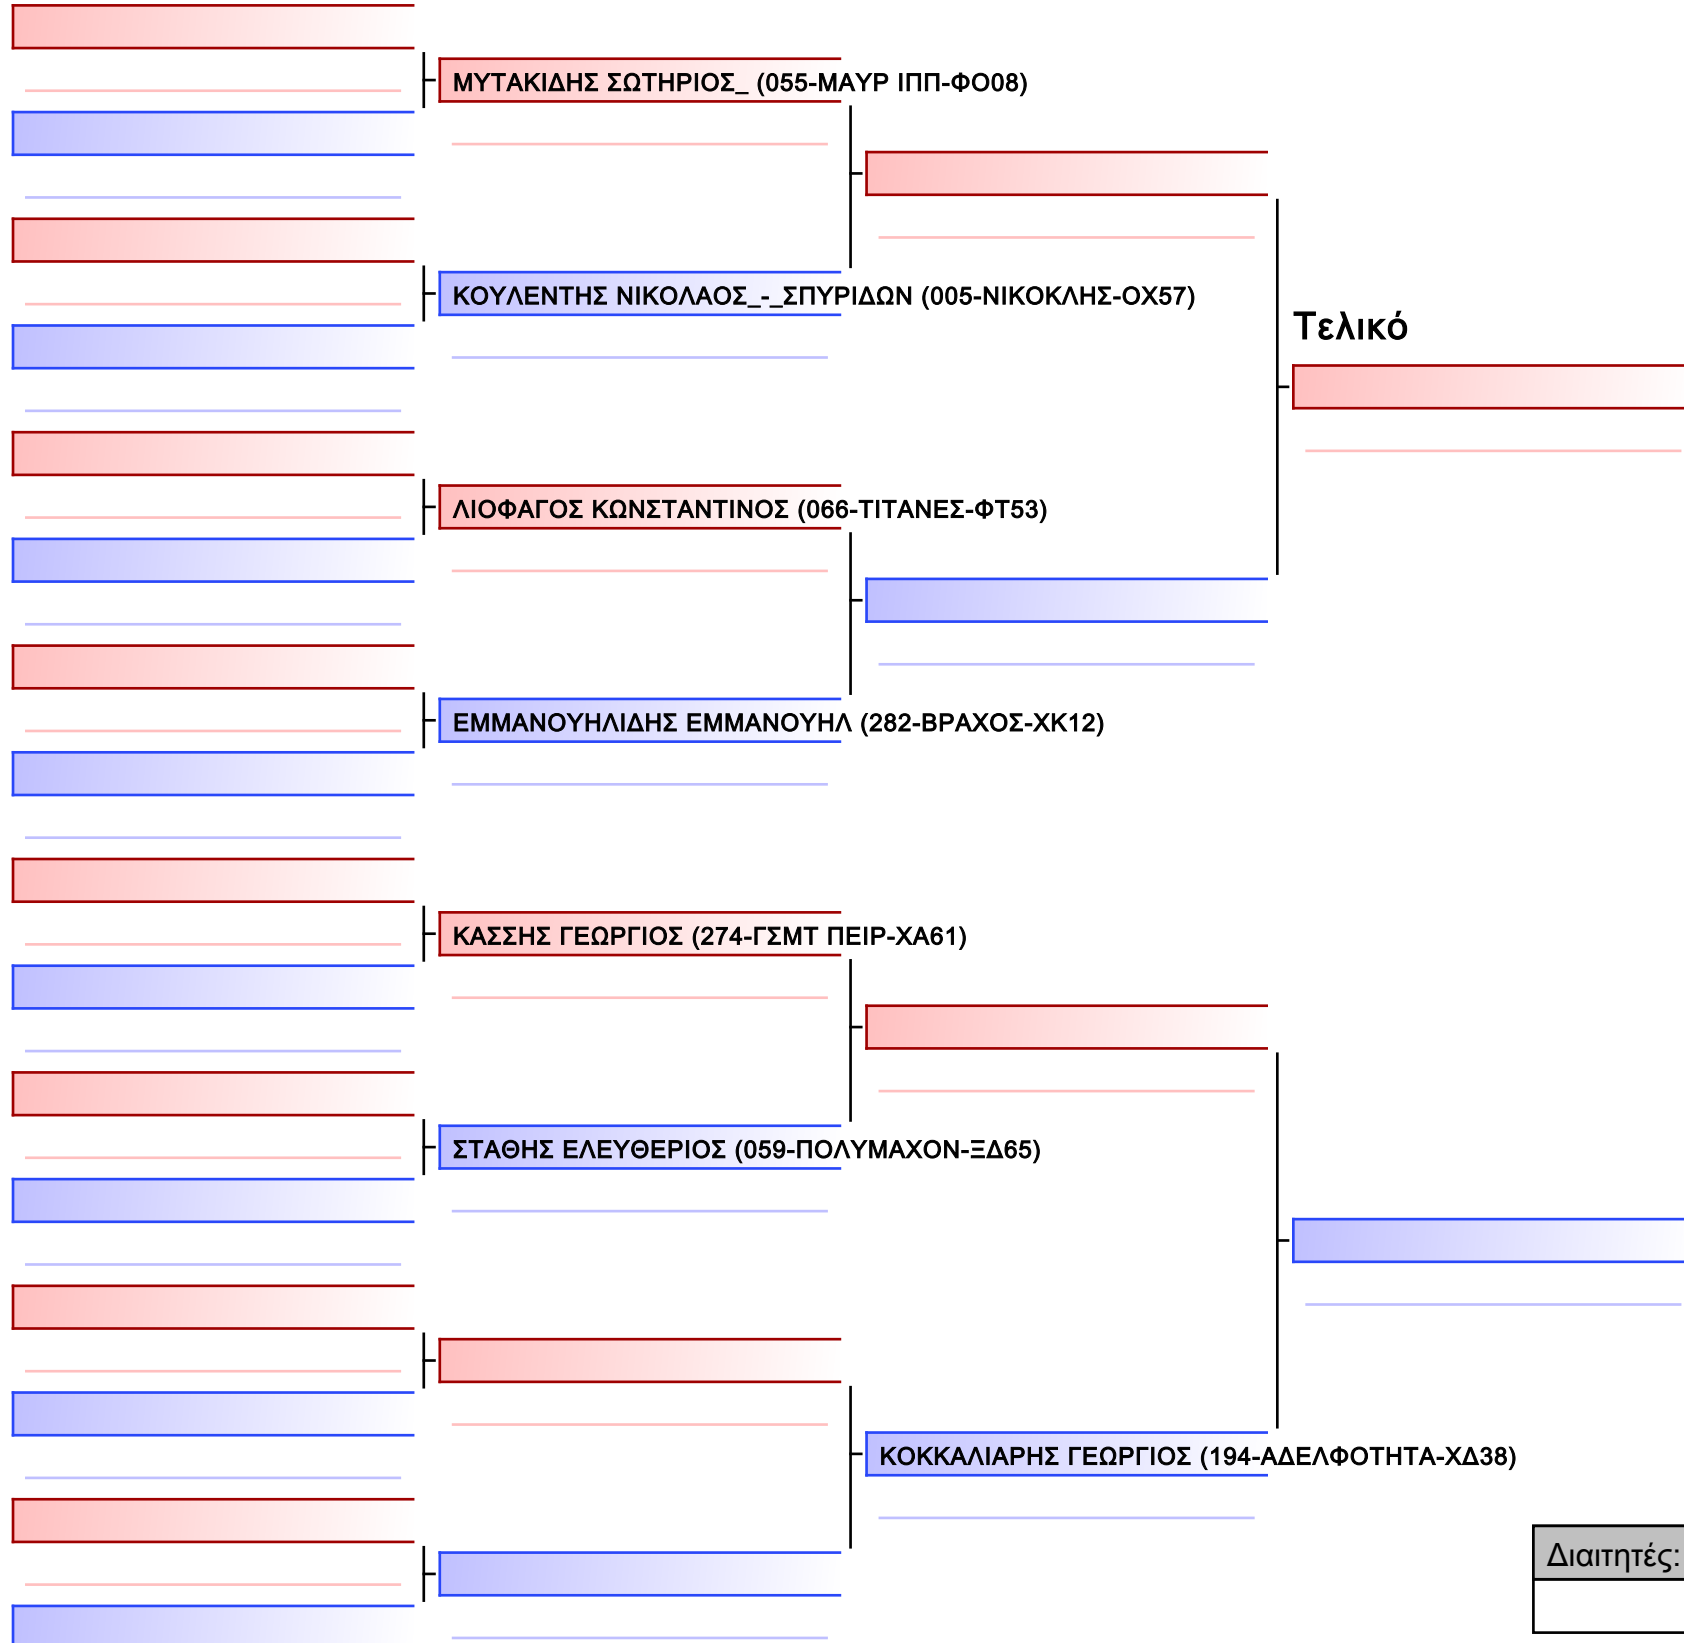 ΜΥΤΑΚΙΔΗΣ ΣΩΤΗΡΙΟΣ_ (055-ΜΑΥΡ ΙΠΠ-ΦΟ08)
ΚΟΥΛΕΝΤΗΣ ΝΙΚΟΛΑΟΣ_-_ΣΠΥΡΙΔΩΝ (005-ΝΙΚΟΚΛΗΣ-ΟΧ57)
Τελικό
ΛΙΟΦΑΓΟΣ ΚΩΝΣΤΑΝΤΙΝΟΣ (066-ΤΙΤΑΝΕΣ-ΦΤ53)
ΕΜΜΑΝΟΥΗΛΙΔΗΣ ΕΜΜΑΝΟΥΗΛ (282-ΒΡΑΧΟΣ-ΧΚ12)
ΚΑΣΣΗΣ ΓΕΩΡΓΙΟΣ (274-ΓΣΜΤ ΠΕΙΡ-ΧΑ61)
ΣΤΑΘΗΣ ΕΛΕΥΘΕΡΙΟΣ (059-ΠΟΛΥΜΑΧΟΝ-ΞΔ65)
ΚΟΚΚΑΛΙΑΡΗΣ ΓΕΩΡΓΙΟΣ (194-ΑΔΕΛΦΟΤΗΤΑ-ΧΔ38)
Διαιτητές: